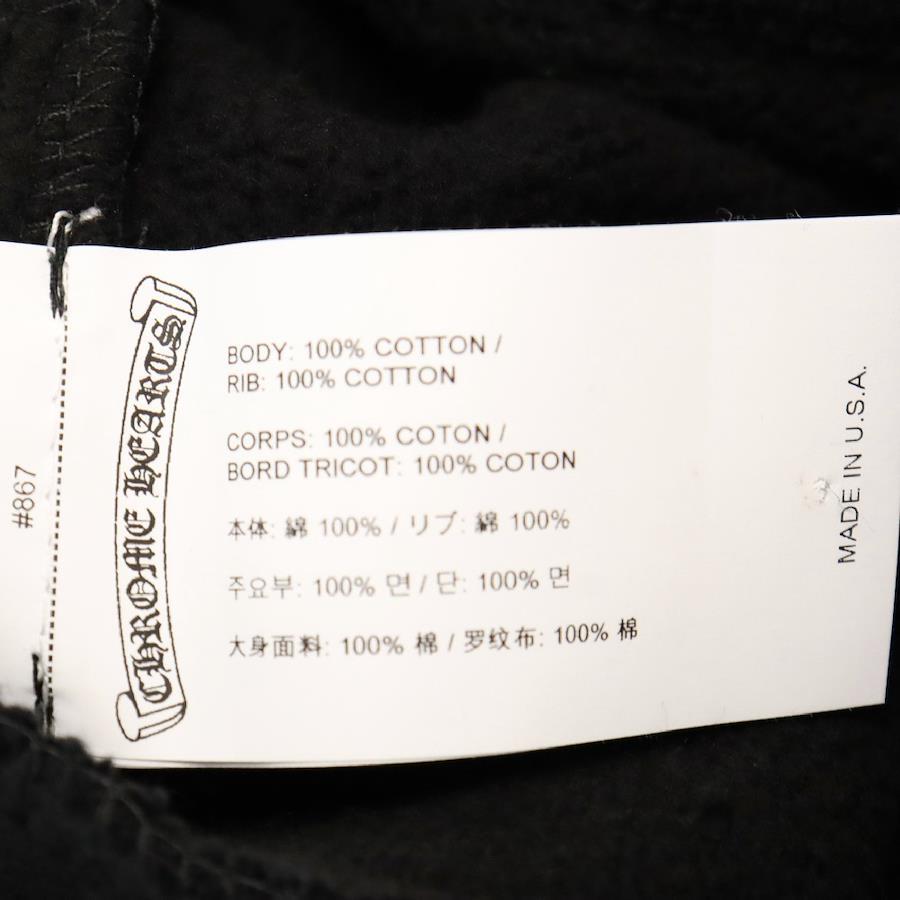 #867
CHROME HEARTS
BODY: 100% COTTON /
RIB: 100% COTTON
CORPS: 100% COTON /
BORD TRICOT: 100% COTON
本体: 綿 100% / リブ: 綿 100%
주요부: 100% 면 / 단: 100% 면
大身面料: 100% 棉 / 罗纹布: 100% 棉
MADE IN U.S.A.